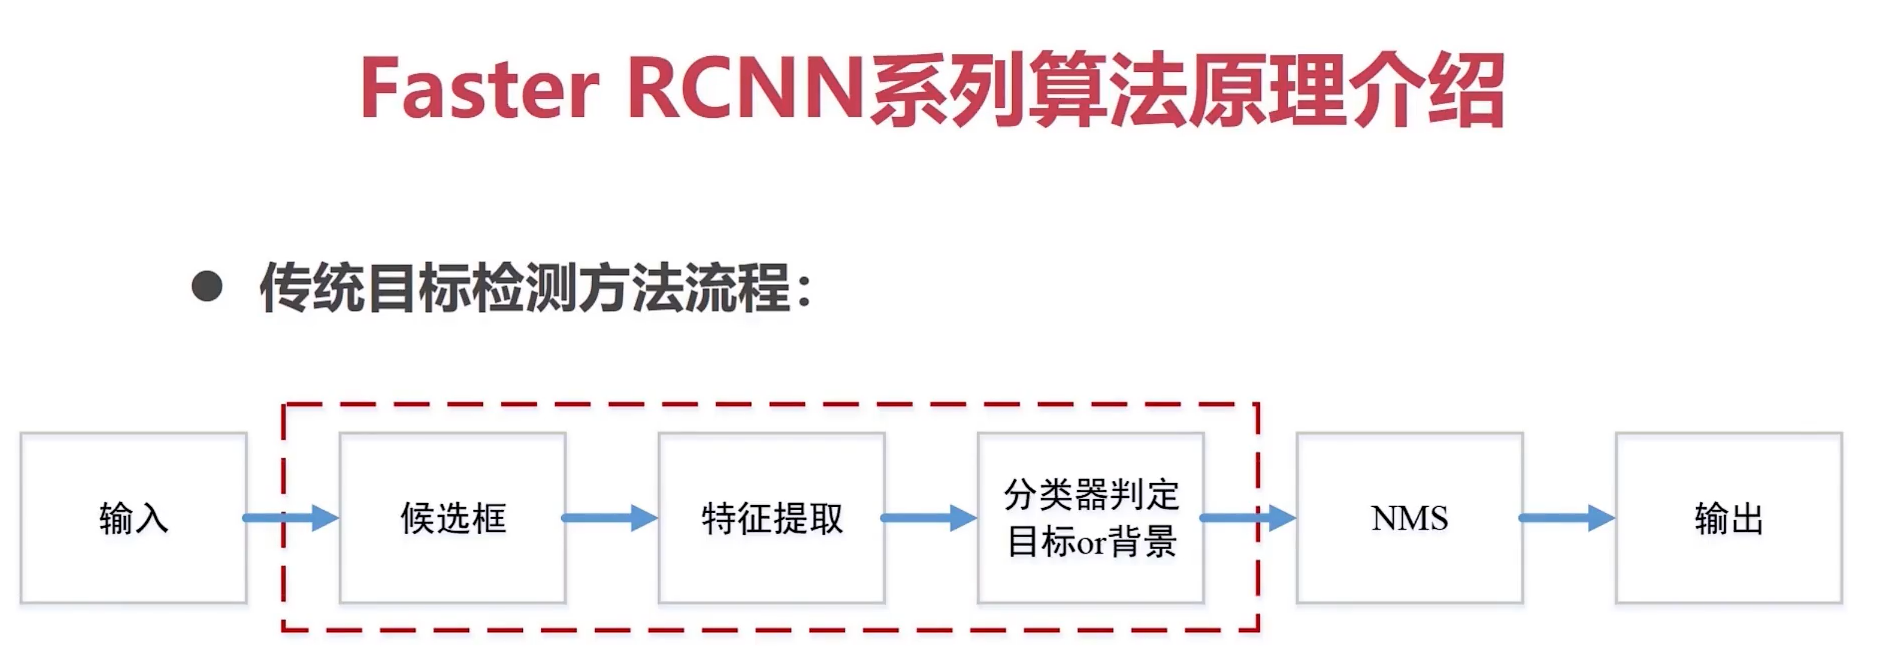 Faster RCNN系列算法原理介绍
● 传统目标检测方法流程：
输入
候选框
特征提取
分类器判定
目标or背景
NMS
输出